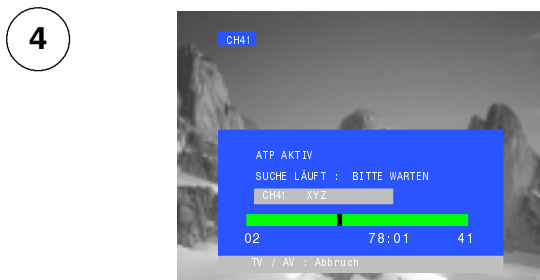 4
CH41
ATP AKTIV
SUCHE LÄUFT : BITTE WARTEN
CH41 XYZ
02 78:01 41
TV / AV : Abbruch